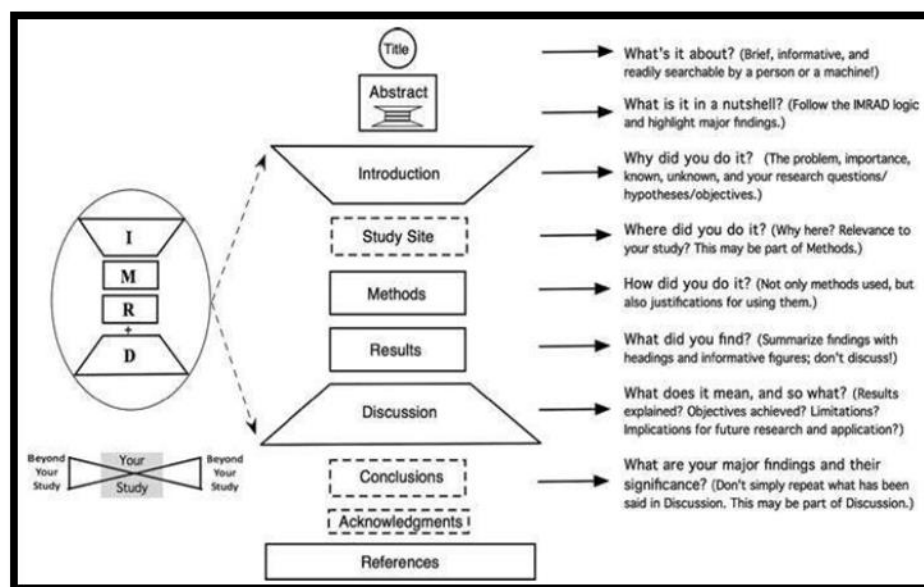 Title
What's it about? (Brief, informative, and
readily searchable by a person or a machine!)
Abstract
What is it in a nutshell? (Follow the IMRAD logic
and highlight major findings.)
Introduction
Why did you do it? (The problem, importance,
known, unknown, and your research questions/
hypotheses/objectives.)
Study Site
Where did you do it? (Why here? Relevance to
your study? This may be part of Methods.)
Methods
How did you do it? (Not only methods used, but
also justifications for using them.)
Results
What did you find? (Summarize findings with
headings and informative figures; don't discuss!)
Discussion
What does it mean, and so what? (Results
explained? Objectives achieved? Limitations?
Implications for future research and application?)
Conclusions
What are your major findings and their
significance? (Don't simply repeat what has been
said in Discussion. This may be part of Discussion.)
Acknowledgments
References
I
M
R
+
D
Beyond
Your
Study
Your
Study
Beyond
Your
Study